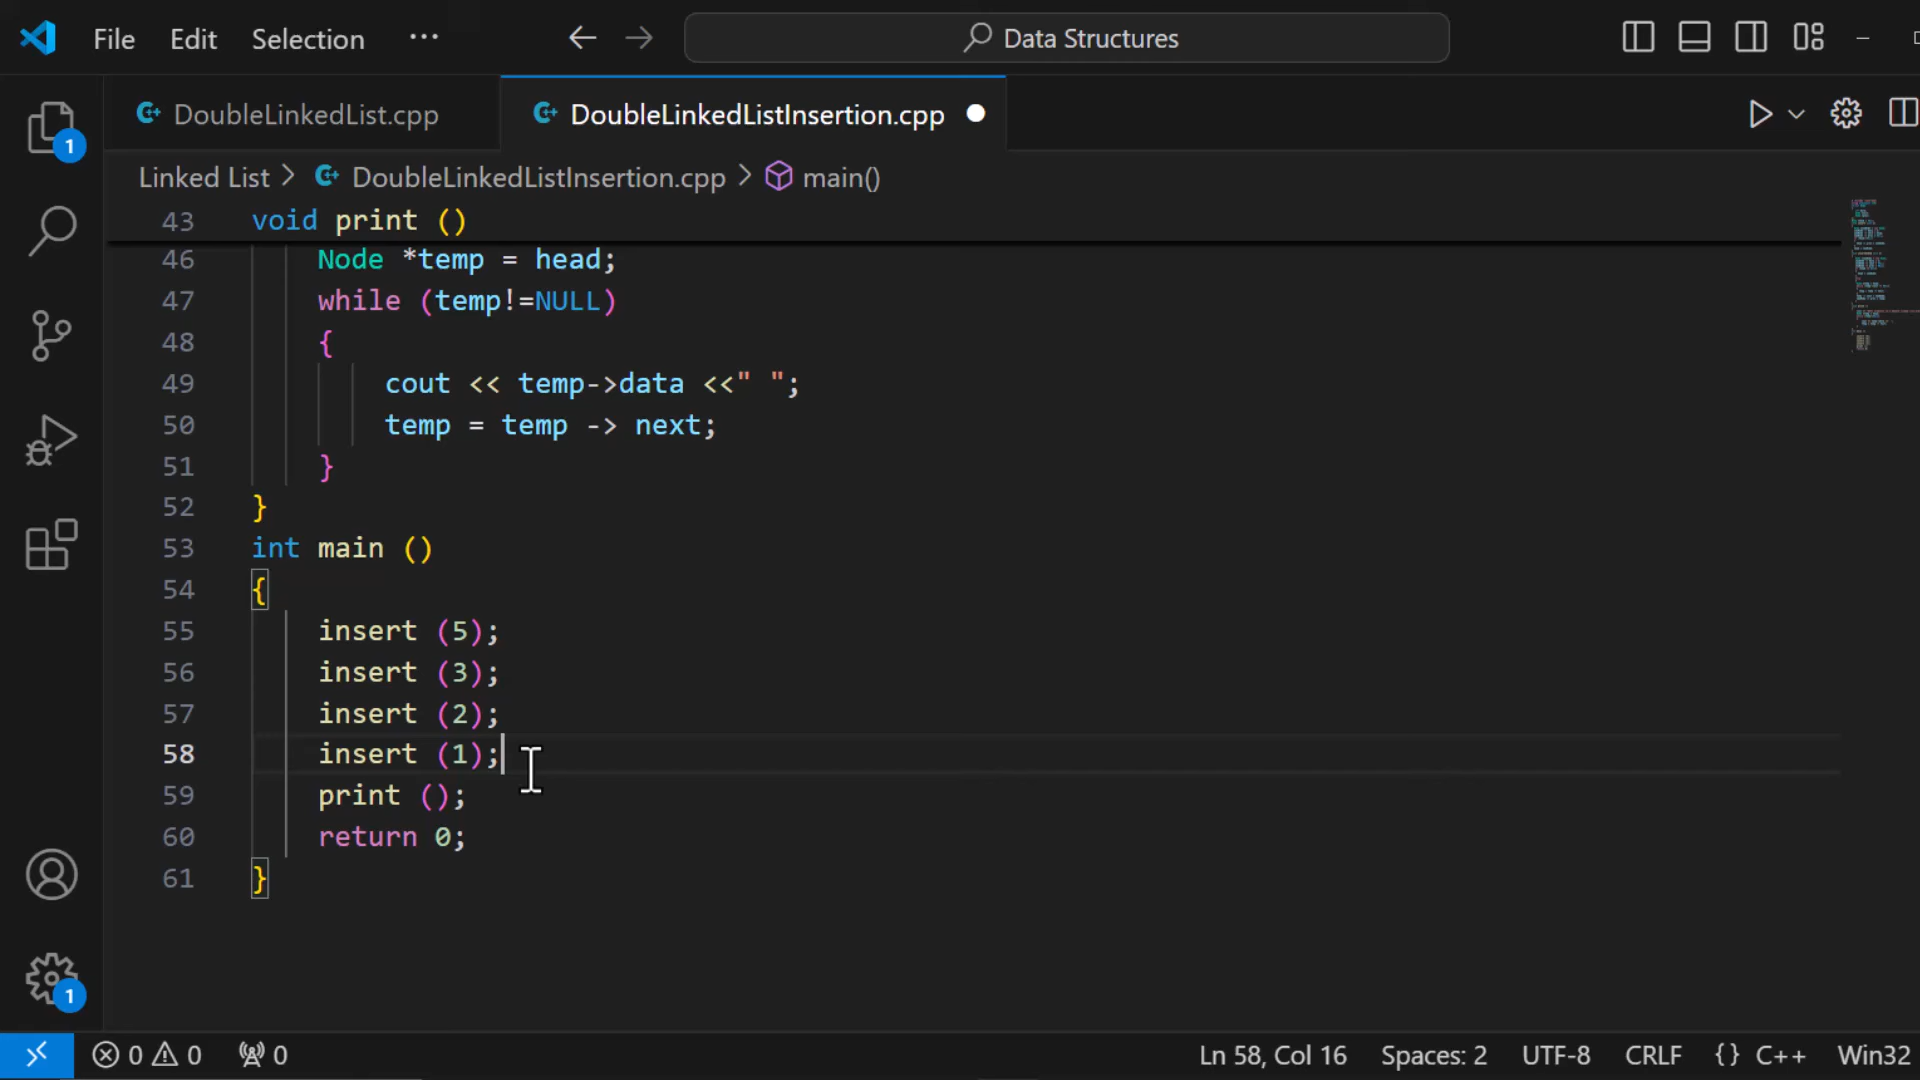 File Edit Selection ··· Data Structures
DoubleLinkedList.cpp DoubleLinkedListInsertion.cpp
1
Linked List > DoubleLinkedListInsertion.cpp > main()
43 void print ()
46 Node *temp = head;
47 while (temp!=NULL)
48 {
49 cout << temp->data <<" ";
50 temp = temp -> next;
51 }
52 }
53 int main ()
54 {
55 insert (5);
56 insert (3);
57 insert (2);
58 insert (1);
59 print ();
60 return 0;
61 }
1
0 0 0 Ln 58, Col 16 Spaces: 2 UTF-8 CRLF {} C++ Win32